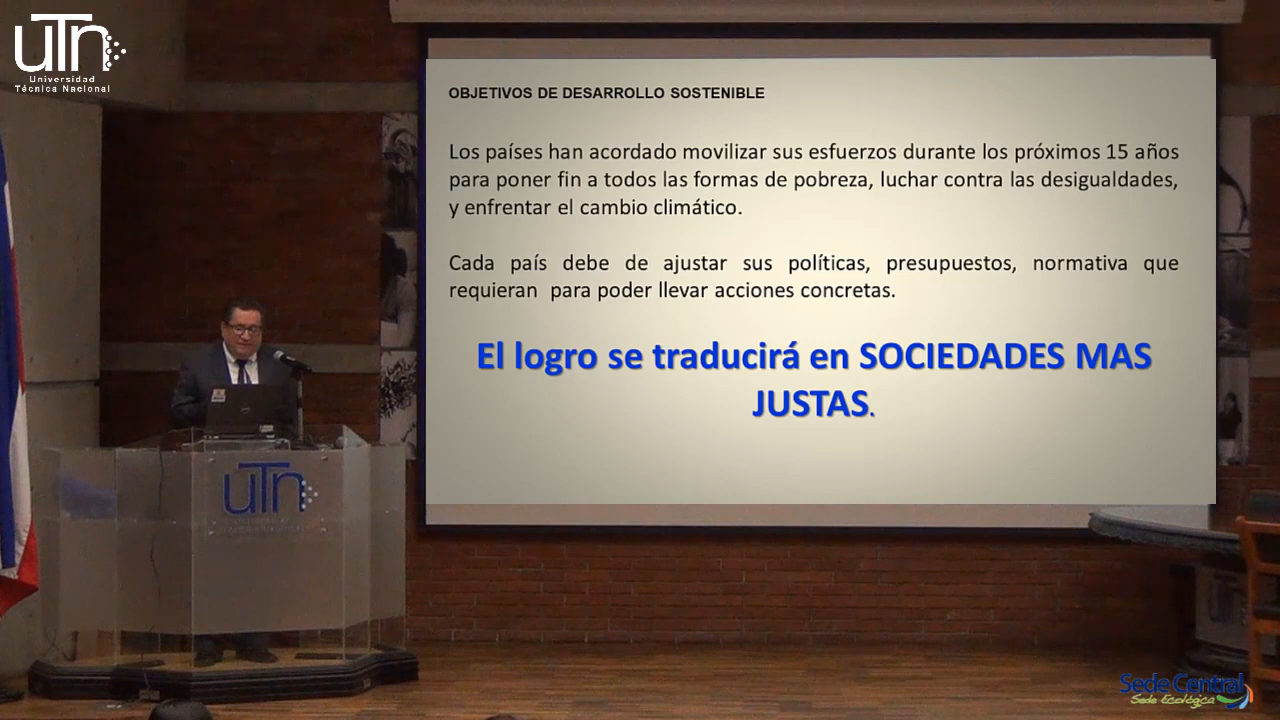 UTn
Universidad
Técnica Nacional
OBJETIVOS DE DESARROLLO SOSTENIBLE
Los países han acordado movilizar sus esfuerzos durante los próximos 15 años
para poner fin a todos las formas de pobreza, luchar contra las desigualdades,
y enfrentar el cambio climático.
Cada país debe de ajustar sus políticas, presupuestos, normativa que
requieran para poder llevar acciones concretas.
El logro se traducirá en SOCIEDADES MAS
JUSTAS.
UTn
Sede Central
Sede Ecológica